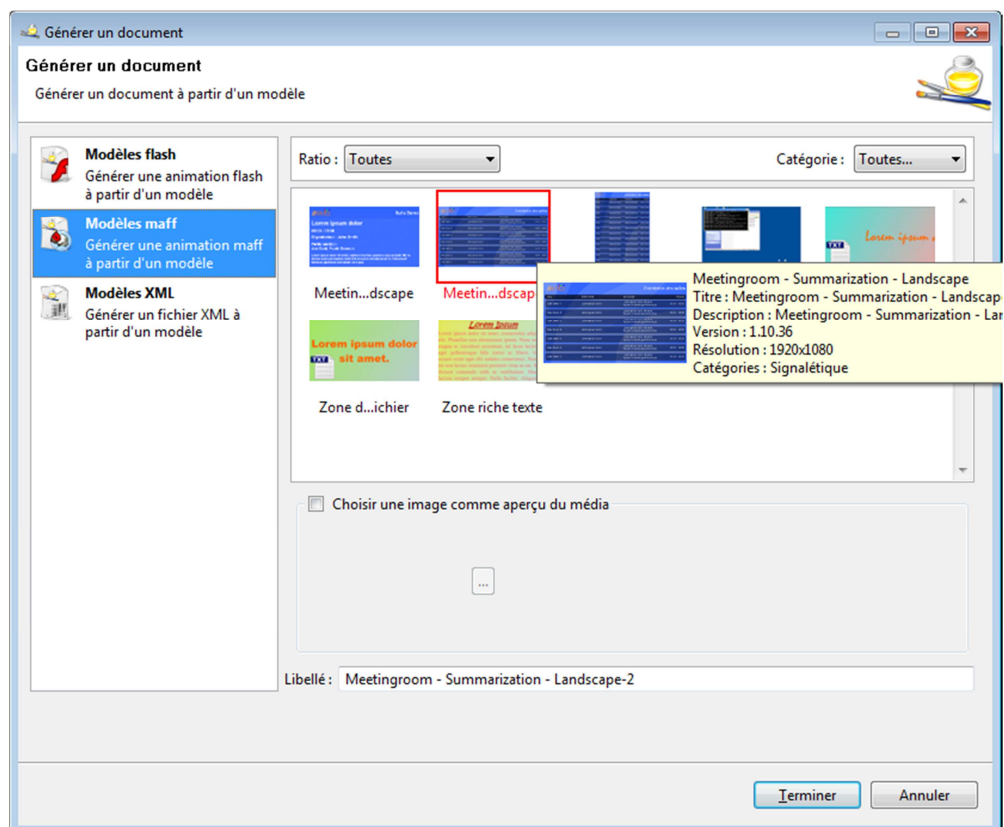 Générer un document
Générer un document
Générer un document à partir d'un modèle
Modèles flash
Générer une animation flash
à partir d'un modèle
Modèles maff
Générer une animation maff
à partir d'un modèle
Modèles XML
Générer un fichier XML à
partir d'un modèle
Ratio : Toutes
Catégorie : Toutes...
Lorem ipsum dolor
Meetin...dscape
Meetin...dscap
TXT
Lorem ipsum
Meetingroom - Summarization - Landscape
Titre : Meetingroom - Summarization - Landscap
Description : Meetingroom - Summarization - Lar
Version : 1.10.36
Résolution : 1920x1080
Catégories : Signalétique
Lorem ipsum dolor
TXT sit amet.
Lorem Ipsum
Zone d...ichier
Zone riche texte
Choisir une image comme aperçu du média
...
Libellé : Meetingroom - Summarization - Landscape-2
Terminer
Annuler